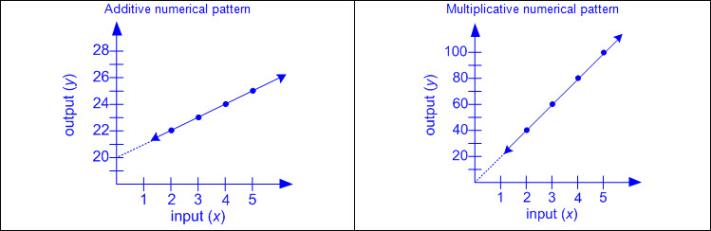 Additive numerical pattern
output (y)
28
26
24
22
20
1 2 3 4 5
input (x)
Multiplicative numerical pattern
output (y)
100
80
60
40
20
1 2 3 4 5
input (x)